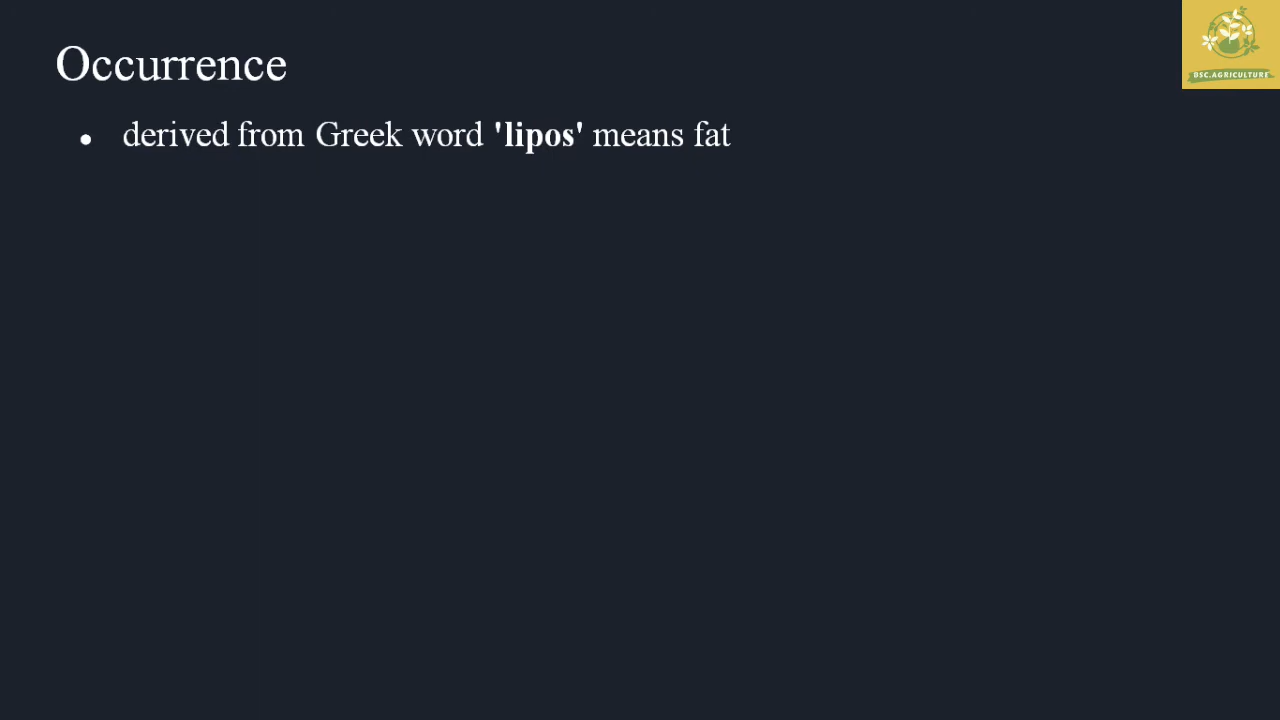 Occurrence
BSC.AGRICULTURE
● derived from Greek word 'lipos' means fat